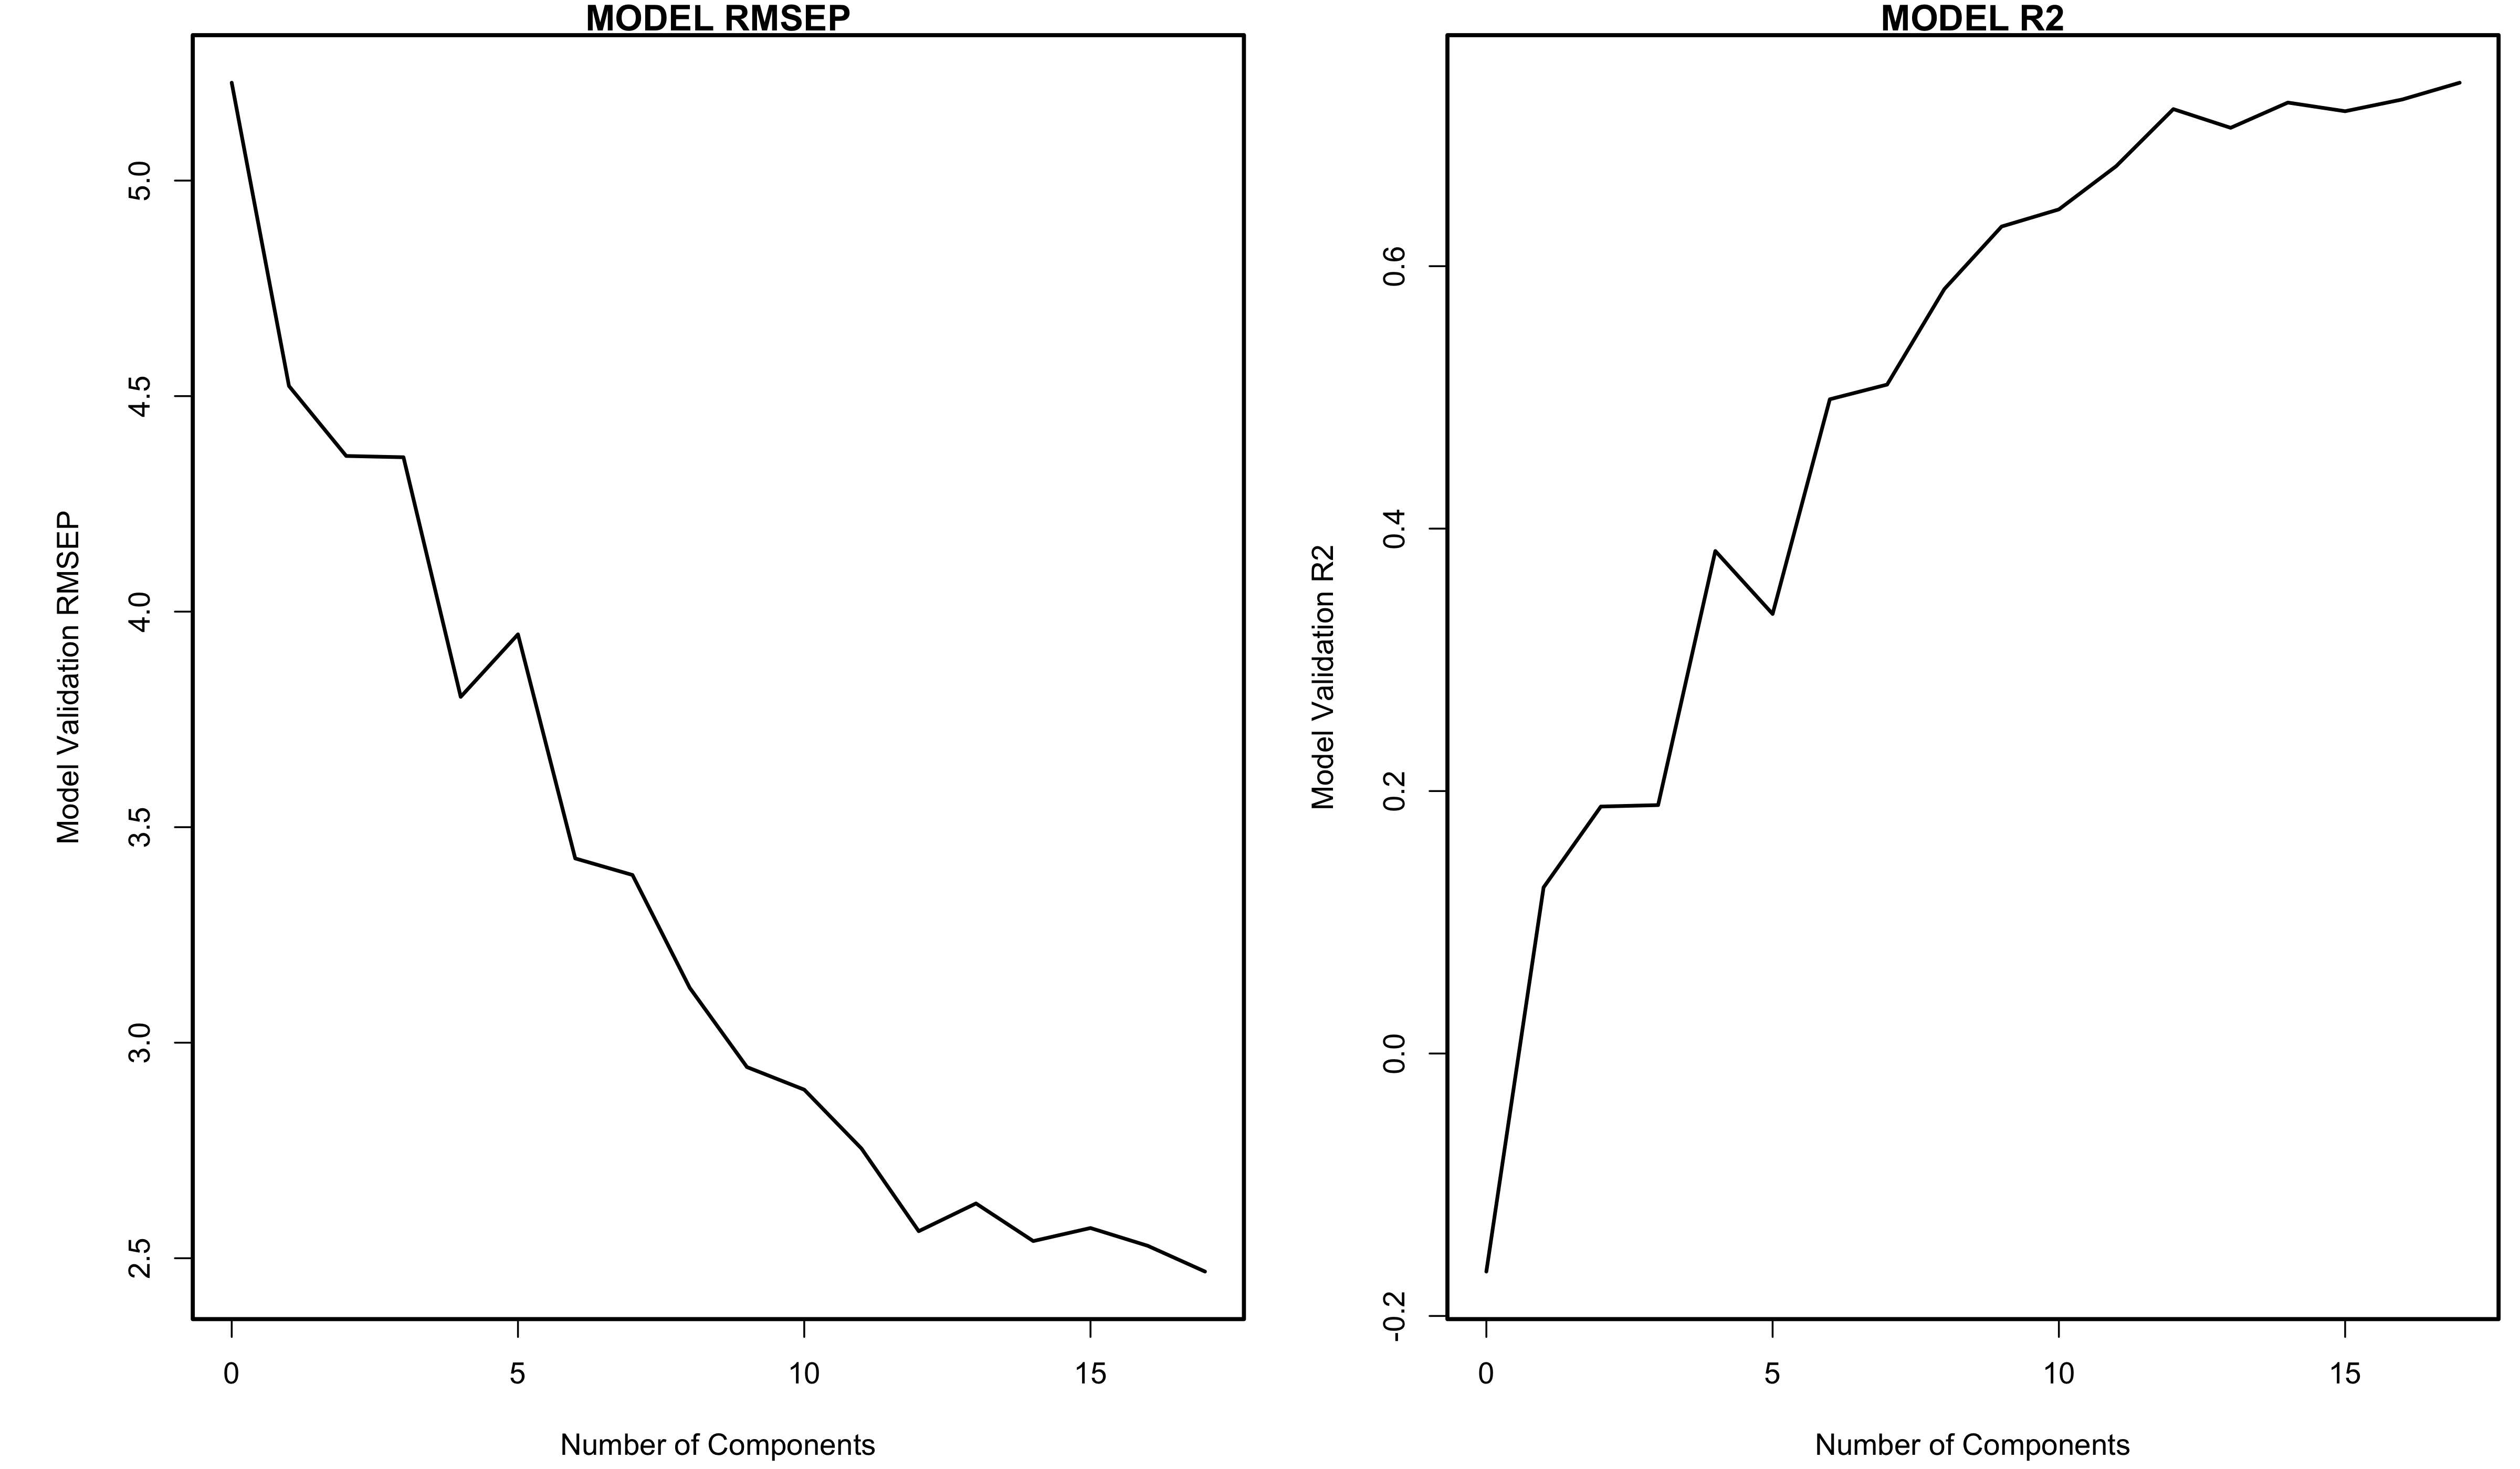 MODEL RMSEP
Model Validation RMSEP
5.0
4.5
4.0
3.5
3.0
2.5
0 5 10 15
Number of Components
MODEL R2
Model Validation R2
0.6
0.4
0.2
0.0
-0.2
0 5 10 15
Number of Components